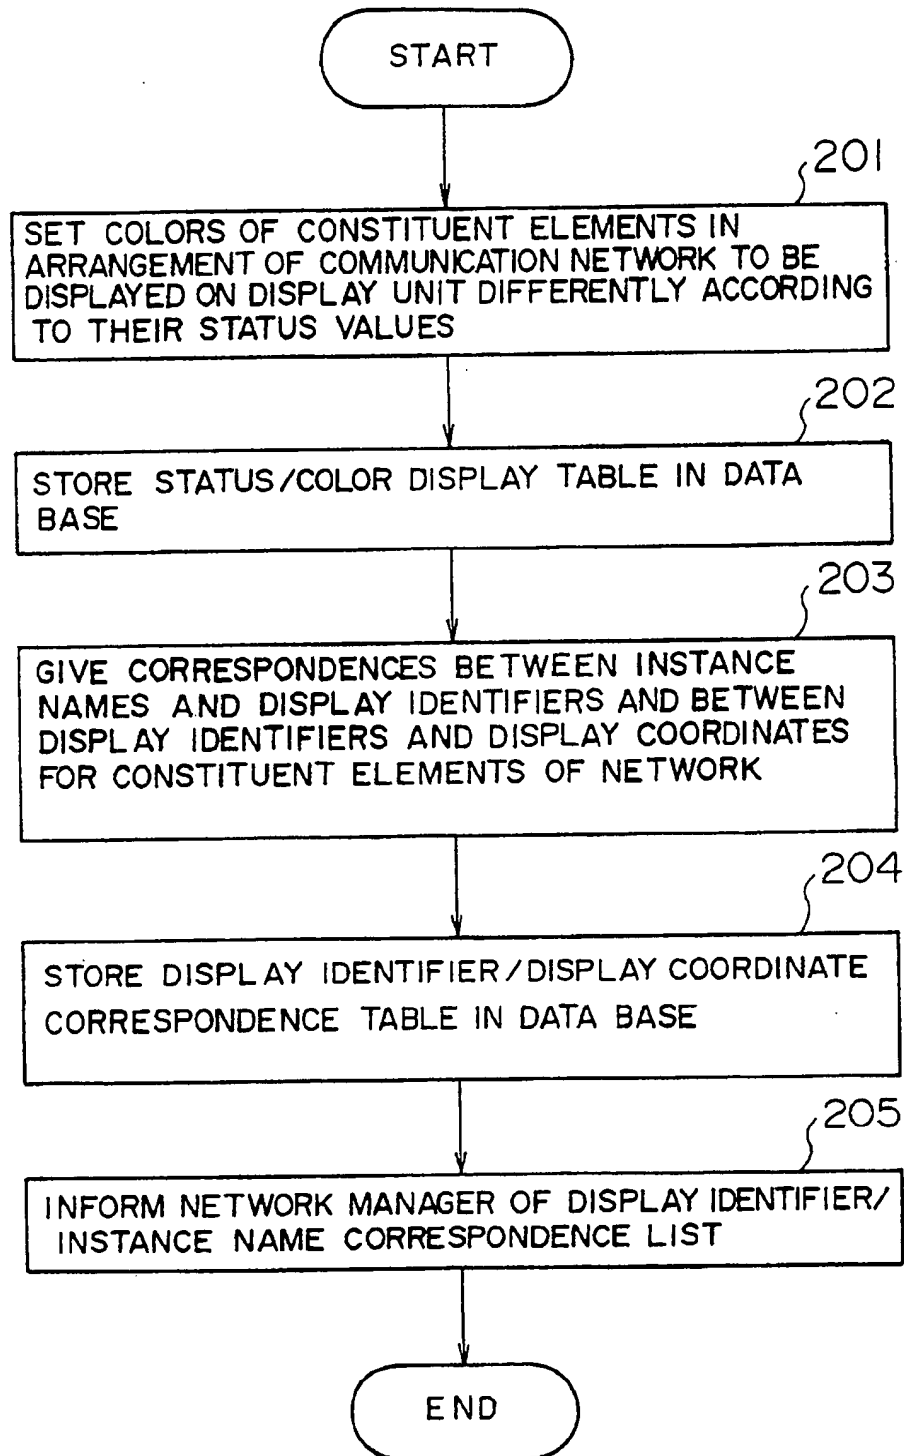 START
201
SET COLORS OF CONSTITUENT ELEMENTS IN
ARRANGEMENT OF COMMUNICATION NETWORK TO BE
DISPLAYED ON DISPLAY UNIT DIFFERENTLY ACCORDING
TO THEIR STATUS VALUES
202
STORE STATUS/COLOR DISPLAY TABLE IN DATA
BASE
203
GIVE CORRESPONDENCES BETWEEN INSTANCE
NAMES AND DISPLAY IDENTIFIERS AND BETWEEN
DISPLAY IDENTIFIERS AND DISPLAY COORDINATES
FOR CONSTITUENT ELEMENTS OF NETWORK
204
STORE DISPLAY IDENTIFIER/DISPLAY COORDINATE
CORRESPONDENCE TABLE IN DATA BASE
205
INFORM NETWORK MANAGER OF DISPLAY IDENTIFIER/
INSTANCE NAME CORRESPONDENCE LIST
END